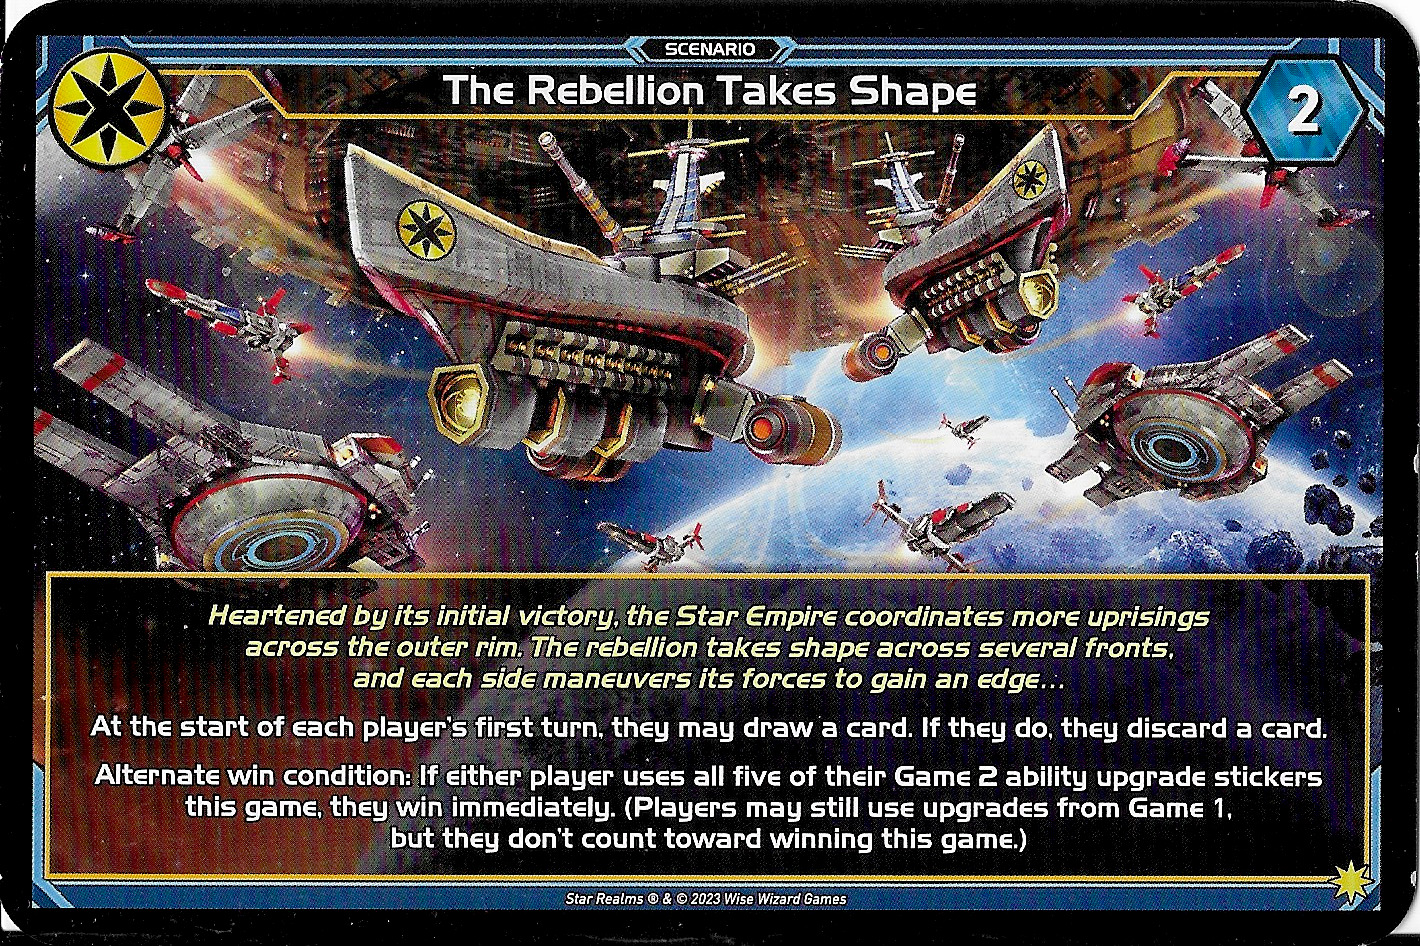 SCENARIO
The Rebellion Takes Shape
2
Heartened by its initial victory, the Star Empire coordinates more uprisings
across the outer rim. The rebellion takes shape across several fronts,
and each side maneuvers its forces to gain an edge...
At the start of each player's first turn, they may draw a card. If they do, they discard a card.
Alternate win condition: If either player uses all five of their Game 2 ability upgrade stickers
this game, they win immediately. (Players may still use upgrades from Game 1,
but they don't count toward winning this game.)
Star Realms ® & © 2023 Wise Wizard Games